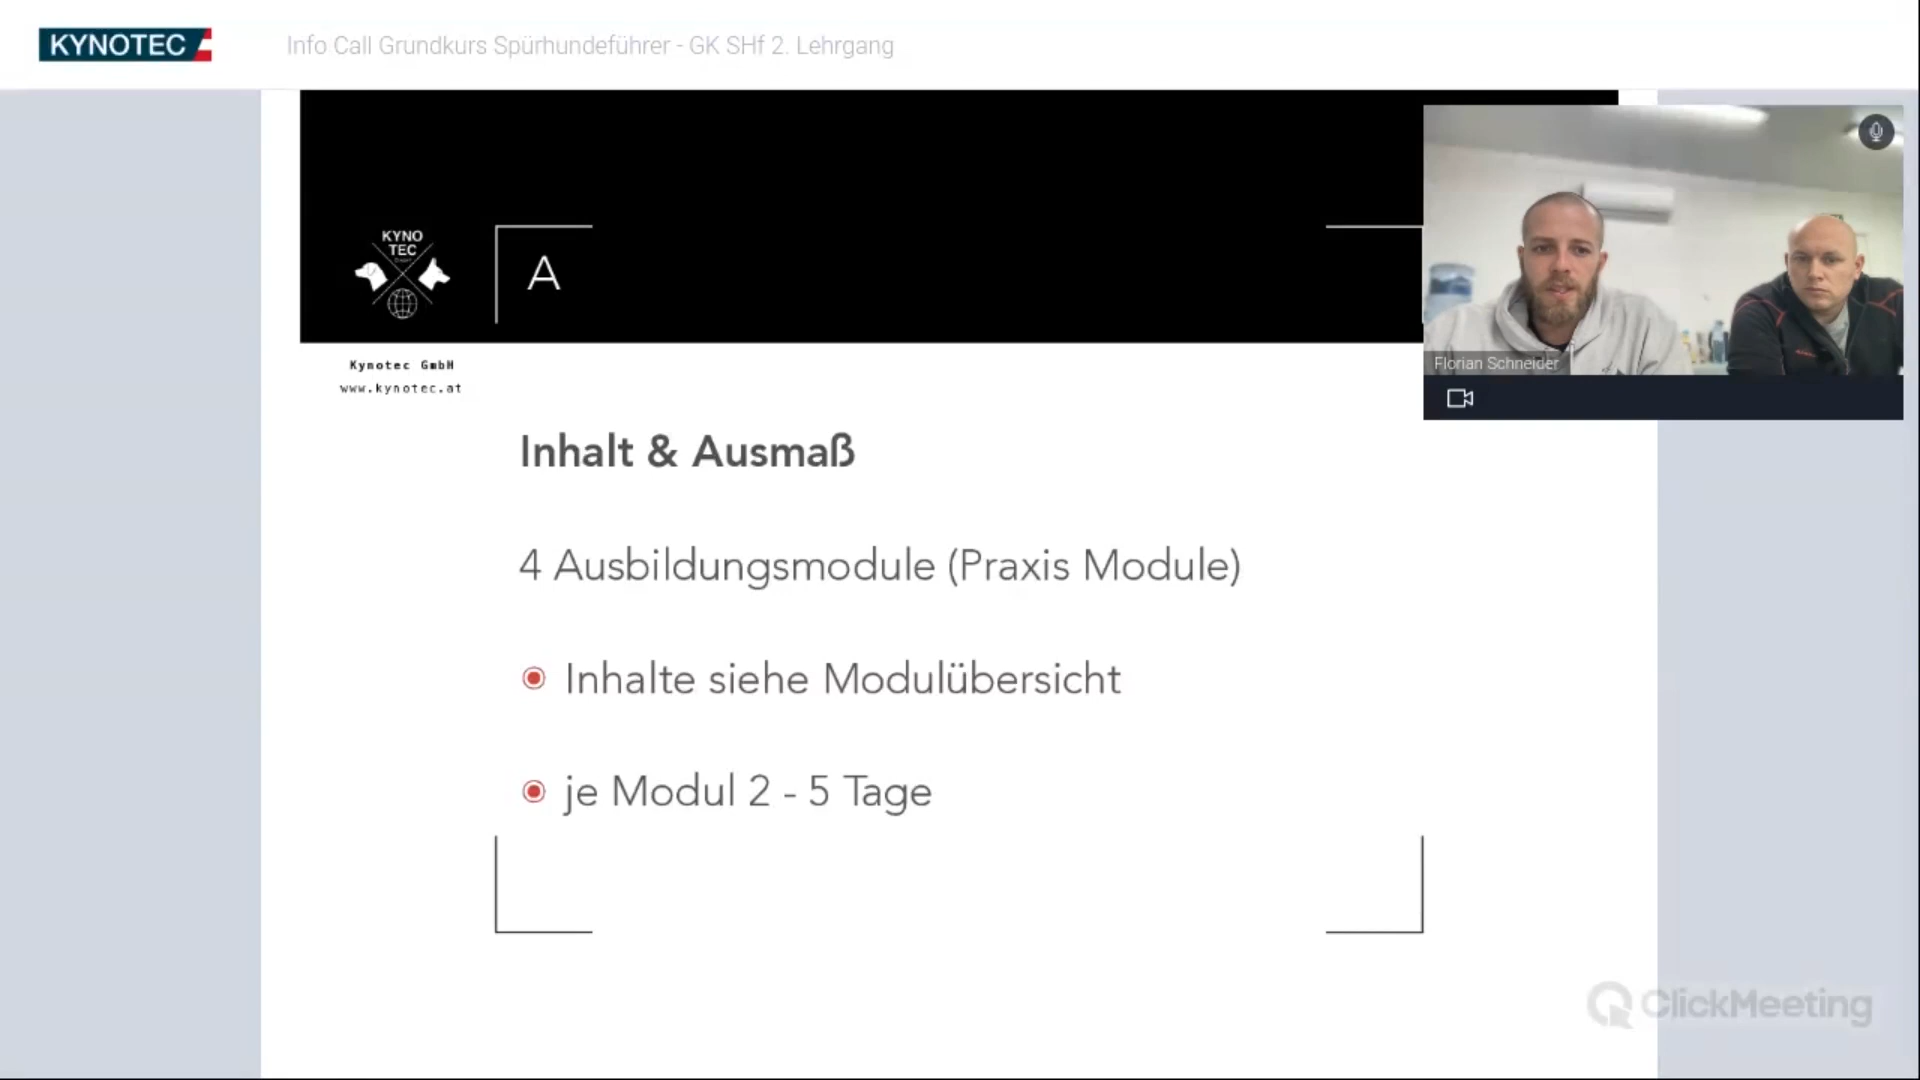 KYNOTEC
Info Call Grundkurs Spürhundeführer - GK SHf 2. Lehrgang
KYNO
TEC
A
Florian Schneider
Kynotec GmbH
www.kynotec.at
Inhalt & Ausmaß
4 Ausbildungsmodule (Praxis Module)
Inhalte siehe Modulübersicht
je Modul 2 - 5 Tage
ClickMeeting